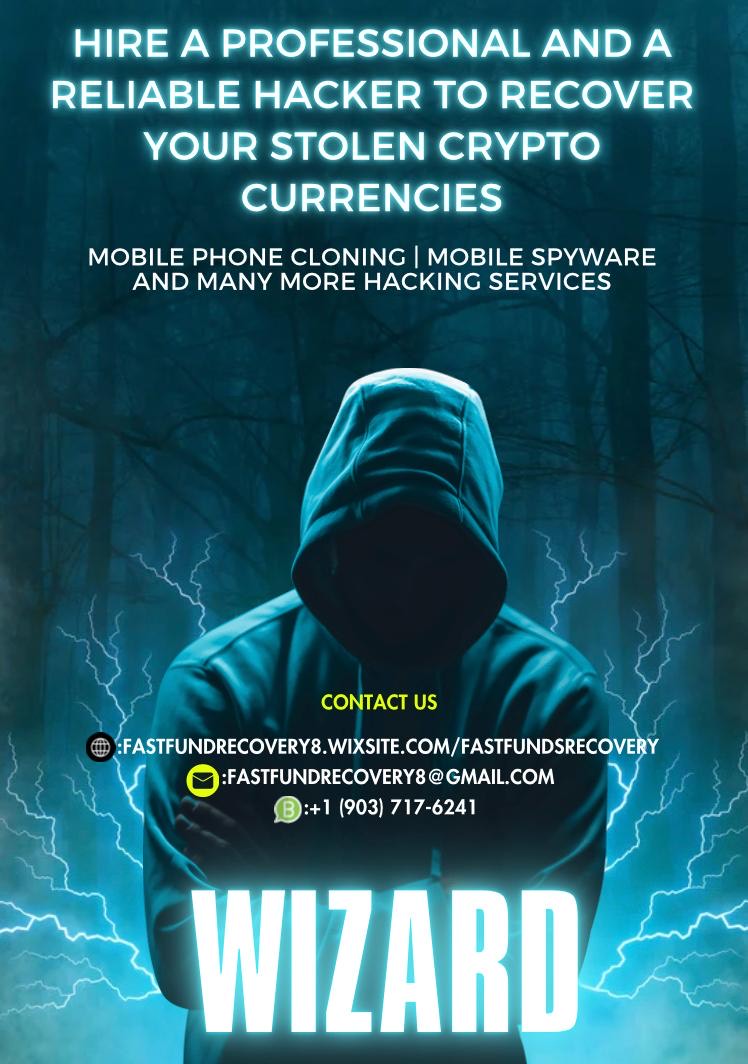 HIRE A PROFESSIONAL AND A
RELIABLE HACKER TO RECOVER
YOUR STOLEN CRYPTO
CURRENCIES
MOBILE PHONE CLONING | MOBILE SPYWARE
AND MANY MORE HACKING SERVICES
CONTACT US
:FASTFUNDRECOVERY8.WIXSITE.COM/FASTFUNDSRECOVERY
:FASTFUNDRECOVERY8@GMAIL.COM
B:+1 (903) 717-6241
WIZARD